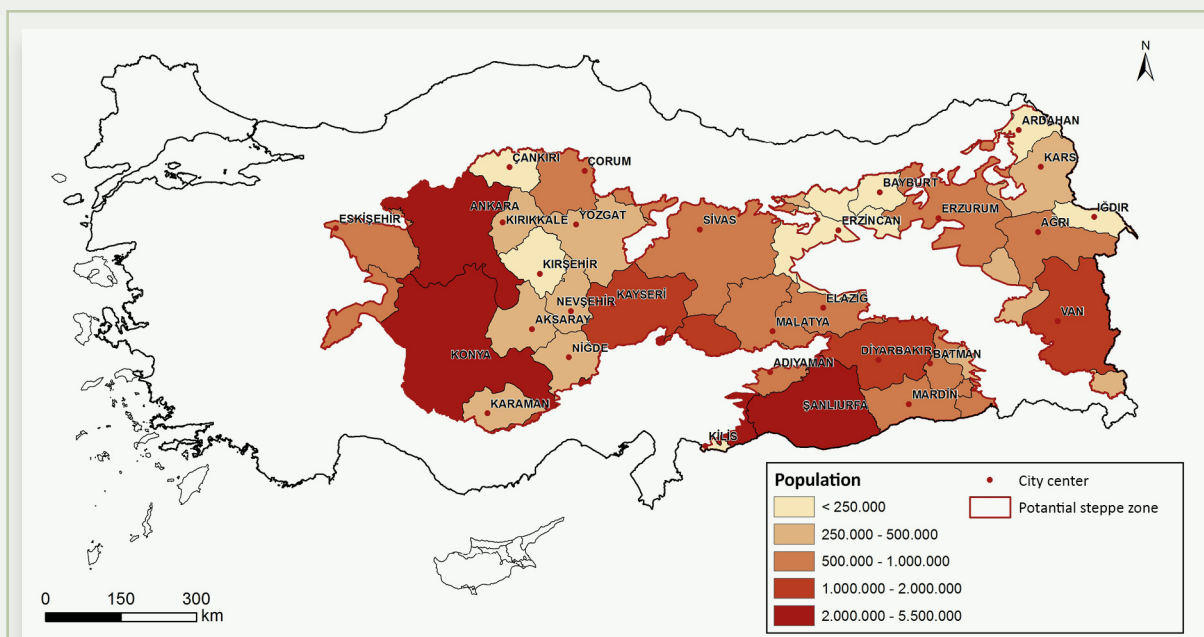 N
ARDAHAN
ÇANKIRI
ÇORUM
KARS
BAYBURT
ANKARA
ESKİŞEHİR
KIRIKKALE
YOZGAT
SİVAS
ERZİNCAN
ERZURUM
IĞDIR
AĞRI
KIRŞEHİR
KAYSERİ
NEVŞEHİR
ELAZIĞ
AKSARAY
MALATYA
VAN
KONYA
NİĞDE
ADIYAMAN
DİYARBAKIR
BATMAN
KARAMAN
ŞANLIURFA
MARDİN
KİLİS
Population
< 250.000
250.000 - 500.000
500.000 - 1.000.000
1.000.000 - 2.000.000
2.000.000 - 5.500.000
City center
Potential steppe zone
0 150 300
km